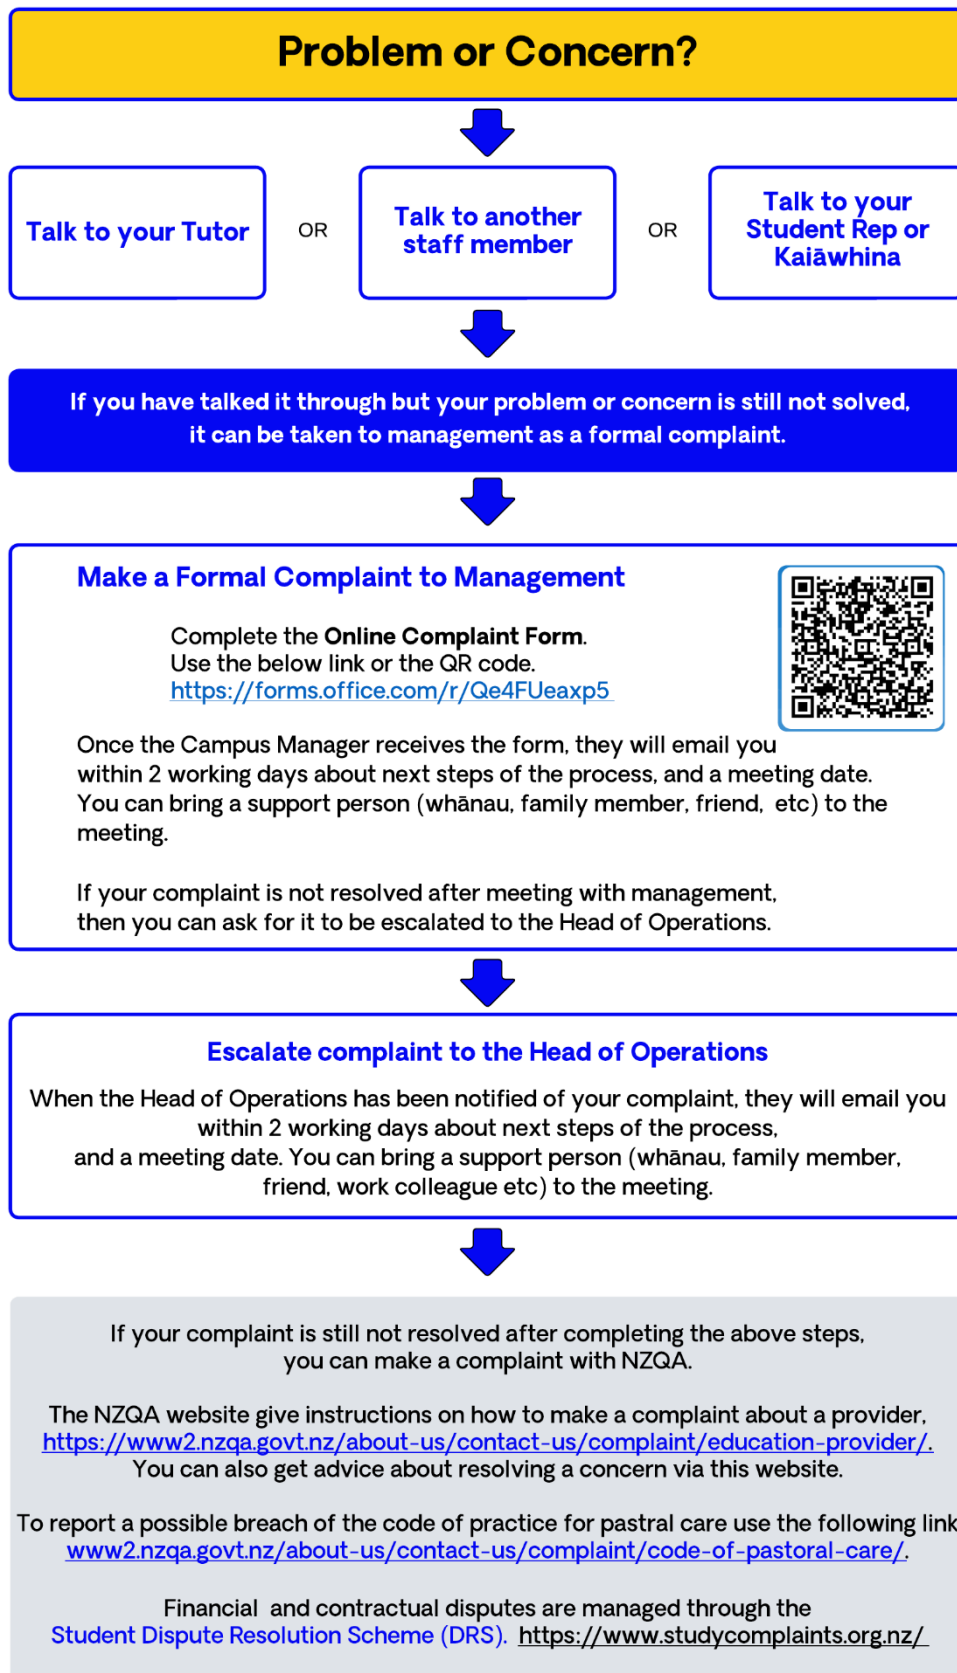 Problem or Concern?
Talk to your Tutor
OR
Talk to another
staff member
OR
Talk to your
Student Rep or
Kaiāwhina
If you have talked it through but your problem or concern is still not solved,
it can be taken to management as a formal complaint.
Make a Formal Complaint to Management
Complete the Online Complaint Form.
Use the below link or the QR code.
https://forms.office.com/r/Qe4FUeaxp5
Once the Campus Manager receives the form, they will email you
within 2 working days about next steps of the process, and a meeting date.
You can bring a support person (whānau, family member, friend, etc) to the
meeting.
If your complaint is not resolved after meeting with management,
then you can ask for it to be escalated to the Head of Operations.
Escalate complaint to the Head of Operations
When the Head of Operations has been notified of your complaint, they will email you
within 2 working days about next steps of the process,
and a meeting date. You can bring a support person (whānau, family member,
friend, work colleague etc) to the meeting.
If your complaint is still not resolved after completing the above steps,
you can make a complaint with NZQA.
The NZQA website give instructions on how to make a complaint about a provider,
https://www2.nzqa.govt.nz/about-us/contact-us/complaint/education-provider/.
You can also get advice about resolving a concern via this website.
To report a possible breach of the code of practice for pastral care use the following link
www2.nzqa.govt.nz/about-us/contact-us/complaint/code-of-pastoral-care/.
Financial and contractual disputes are managed through the
Student Dispute Resolution Scheme (DRS). https://www.studycomplaints.org.nz/